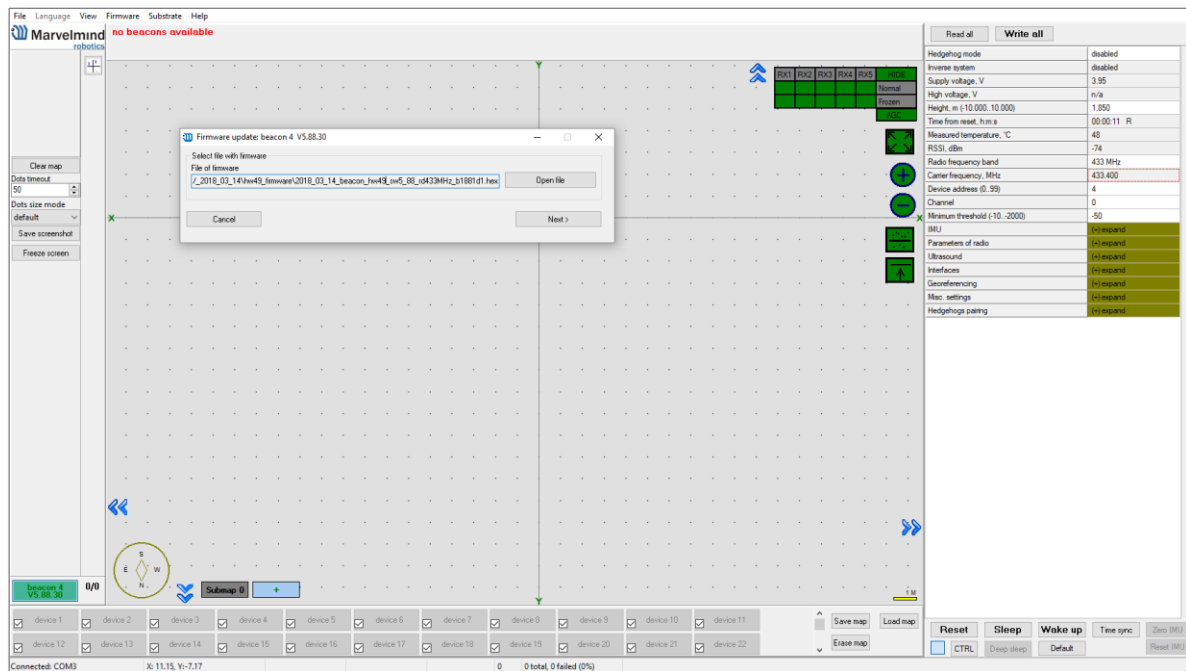 File Language View Firmware Substrate Help
Marvelmind
robotics
no beacons available
Read all Write all
Hedgehog mode disabled
Inverse system disabled
Supply voltage, V 3.95
High voltage, V n/a
Height, m (-10.000..10.000) 1.850
Time from reset, h:m:s 00:00:11 R
Measured temperature, °C 48
RSSI, dBm -74
Radio frequency band 433 MHz
Carrier frequency, MHz 433.400
Device address (0..99) 4
Channel 0
Minimum threshold (-10..-2000) -50
IMU (+) expand
Parameters of radio (+) expand
Ultrasound (+) expand
Interfaces (+) expand
Georeferencing (+) expand
Misc. settings (+) expand
Hedgehogs pairing (+) expand
Y
RX1 RX2 RX3 RX4 RX5 HIDE
Normal
Frozen
AGC
Firmware update: beacon 4 V5.88.30
Select file with firmware
File of firmware
/_2018_03_14\hw49_firmware\2018_03_14_beacon_hw49_sw5_88_rd433MHz_b1881d1.hex
Open file
Cancel Next >
Clear map
Dots timeout
50
Dots size mode
default
Save screenshot
Freeze screen
X X
S
E W
N
beacon 4
V5.88.30
0/0
Submap 0 +
Y
1 M
device 1 device 2 device 3 device 4 device 5 device 6 device 7 device 8 device 9 device 10 device 11
device 12 device 13 device 14 device 15 device 16 device 17 device 18 device 19 device 20 device 21 device 22
Save map Load map
Erase map
Reset Sleep Wake up Time sync Zero IMU
CTRL Deep sleep Default Reset IMU
Connected: COM3 X: 11.15, Y:-7.17 0 0 total, 0 failed (0%)